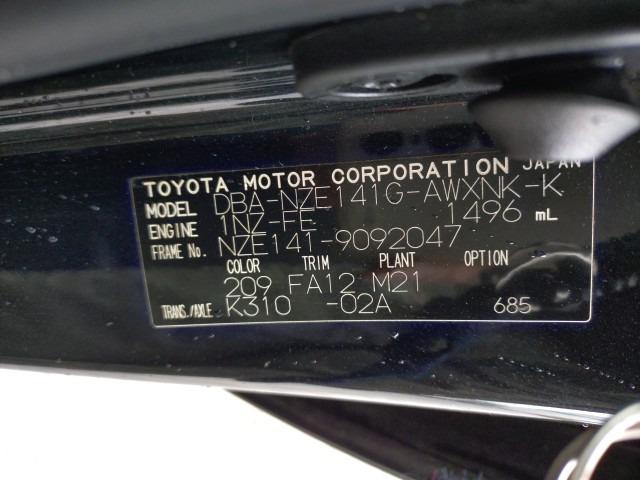 TOYOTA MOTOR CORPORATION JAPAN
MODEL DBA-NZE141G-AWXNK-K
ENGINE 1NZ-FE 1496 mL
FRAME No. NZE141-9092047
COLOR TRIM PLANT OPTION
209 FA12 M21
TRANS./AXLE K310 -02A 685